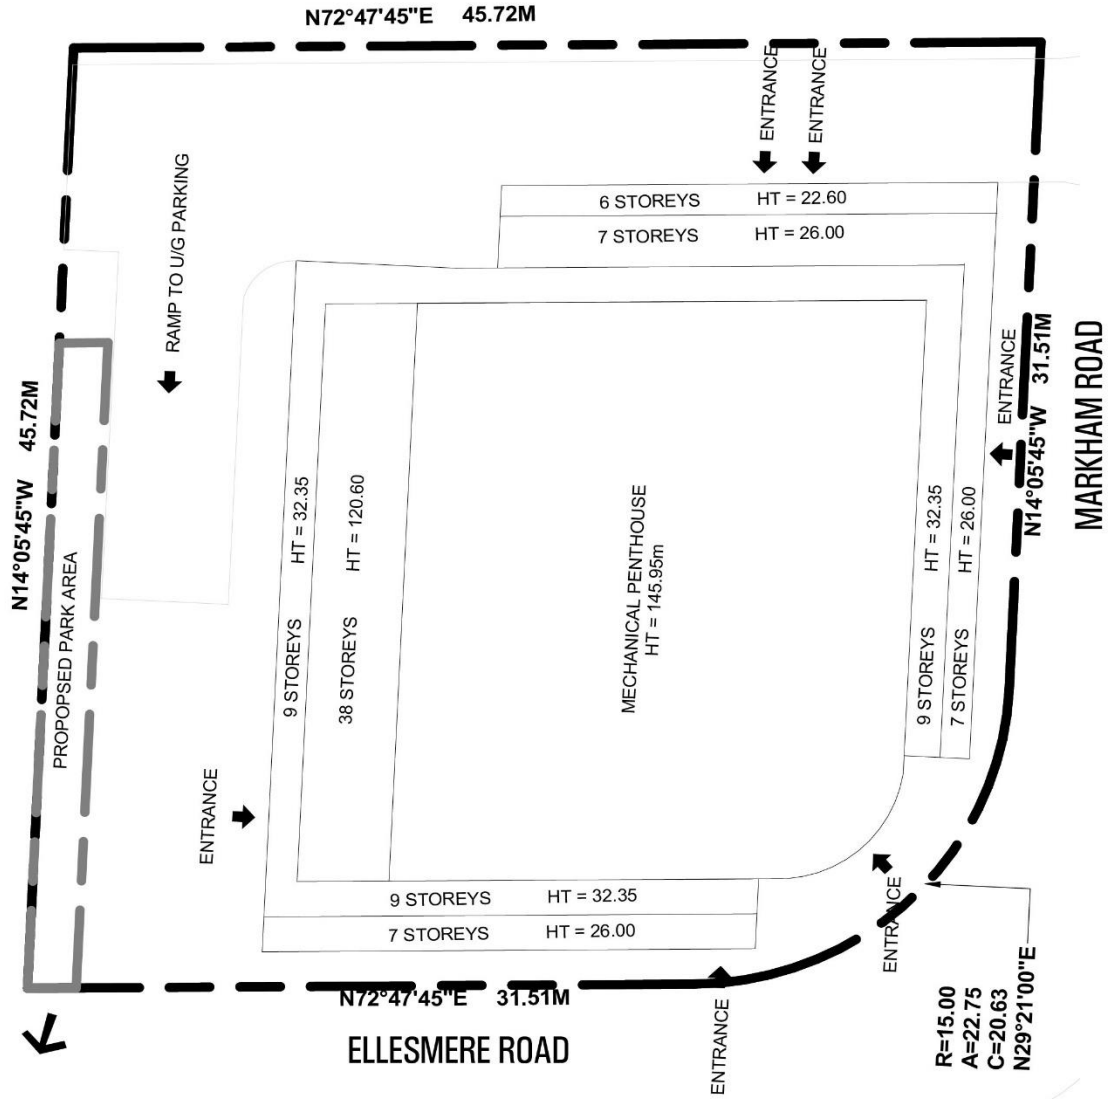 N72°47'45"E 45.72M
ENTRANCE
ENTRANCE
RAMP TO U/G PARKING
6 STOREYS HT = 22.60
7 STOREYS HT = 26.00
N14°05'45"W 45.72M
PROPOPSED PARK AREA
9 STOREYS HT = 32.35
38 STOREYS HT = 120.60
MECHANICAL PENTHOUSE
HT = 145.95m
9 STOREYS HT = 32.35
7 STOREYS HT = 26.00
ENTRANCE
N14°05'45"W 31.51M
MARKHAM ROAD
ENTRANCE
9 STOREYS HT = 32.35
7 STOREYS HT = 26.00
ENTRANCE
N72°47'45"E 31.51M
ELLESMERE ROAD
ENTRANCE
R=15.00
A=22.75
C=20.63
N29°21'00"E